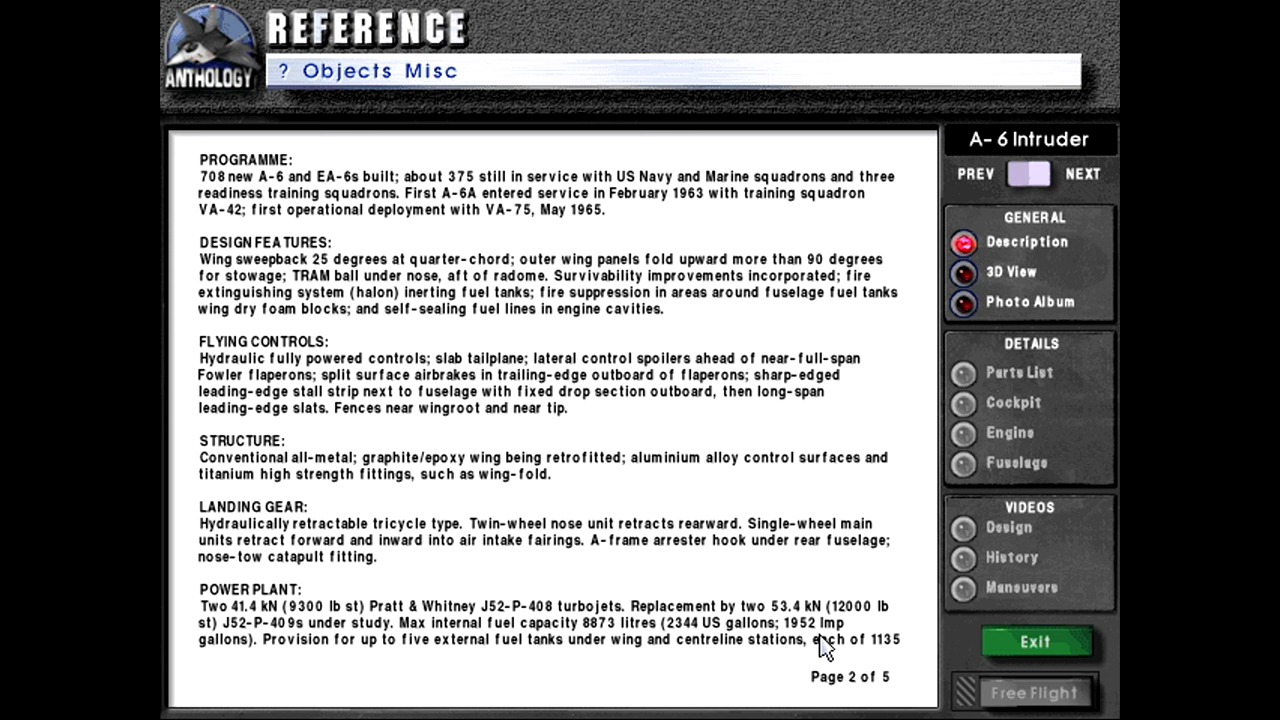 REFERENCE
ANTHOLOGY
? Objects Misc
PROGRAMME:
708 new A-6 and EA-6s built; about 375 still in service with US Navy and Marine squadrons and three
readiness training squadrons. First A-6A entered service in February 1963 with training squadron
VA-42; first operational deployment with VA-75, May 1965.
DESIGN FEATURES:
Wing sweepback 25 degrees at quarter-chord; outer wing panels fold upward more than 90 degrees
for stowage; TRAM ball under nose, aft of radome. Survivability improvements incorporated; fire
extinguishing system (halon) inerting fuel tanks; fire suppression in areas around fuselage fuel tanks
wing dry foam blocks; and self-sealing fuel lines in engine cavities.
FLYING CONTROLS:
Hydraulic fully powered controls; slab tailplane; lateral control spoilers ahead of near-full-span
Fowler flaperons; split surface airbrakes in trailing-edge outboard of flaperons; sharp-edged
leading-edge stall strip next to fuselage with fixed drop section outboard, then long-span
leading-edge slats. Fences near wingroot and near tip.
STRUCTURE:
Conventional all-metal; graphite/epoxy wing being retrofitted; aluminium alloy control surfaces and
titanium high strength fittings, such as wing-fold.
LANDING GEAR:
Hydraulically retractable tricycle type. Twin-wheel nose unit retracts rearward. Single-wheel main
units retract forward and inward into air intake fairings. A-frame arrester hook under rear fuselage;
nose-tow catapult fitting.
POWER PLANT:
Two 41.4 kN (9300 lb st) Pratt & Whitney J52-P-408 turbojets. Replacement by two 53.4 kN (12000 lb
st) J52-P-409s under study. Max internal fuel capacity 8873 litres (2344 US gallons; 1952 Imp
gallons). Provision for up to five external fuel tanks under wing and centreline stations, each of 1135
Page 2 of 5
A-6 Intruder
PREV NEXT
GENERAL
Description
3D View
Photo Album
DETAILS
Parts List
Cockpit
Engine
Fuselage
VIDEOS
Design
History
Maneuvers
Exit
Free Flight